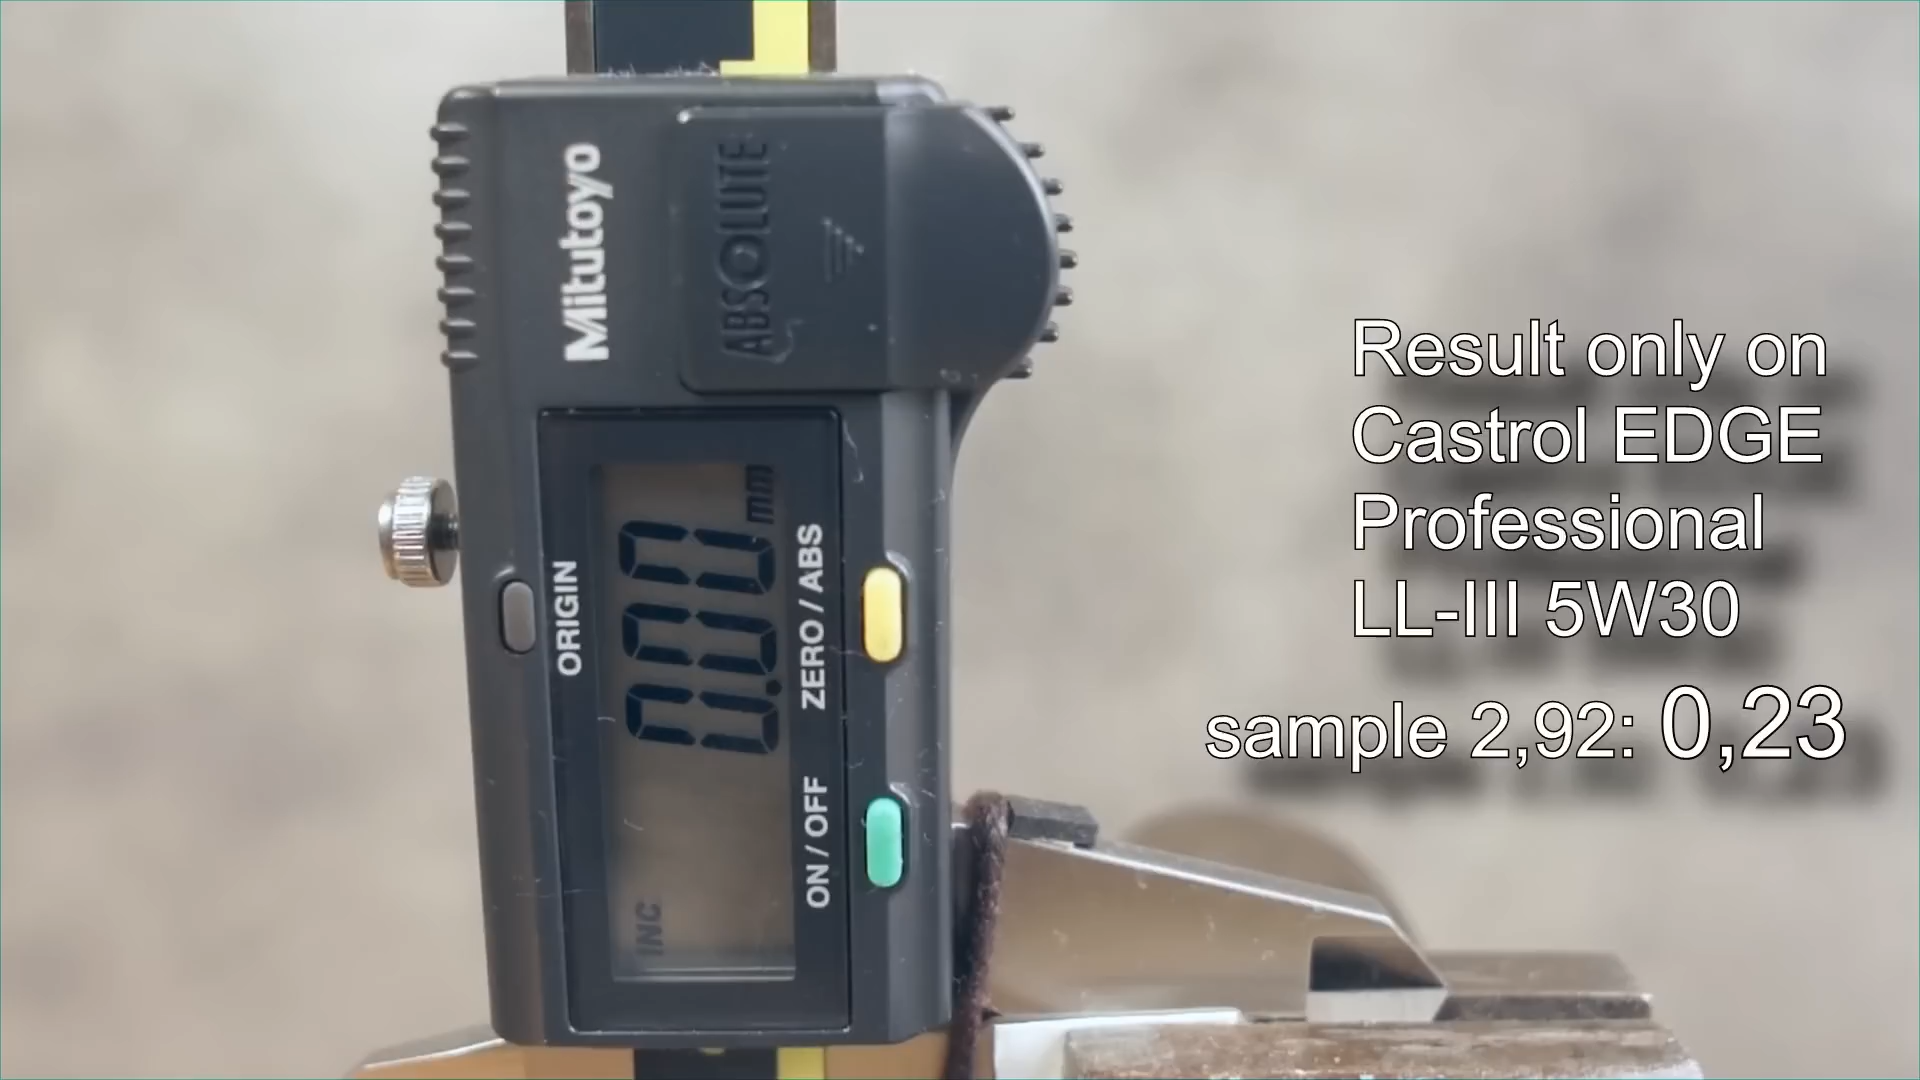 Mitutoyo
ABSOLUTE
ORIGIN
INC
0.00 mm
ZERO / ABS
ON / OFF
Result only on
Castrol EDGE
Professional
LL-III 5W30
sample 2,92: 0,23